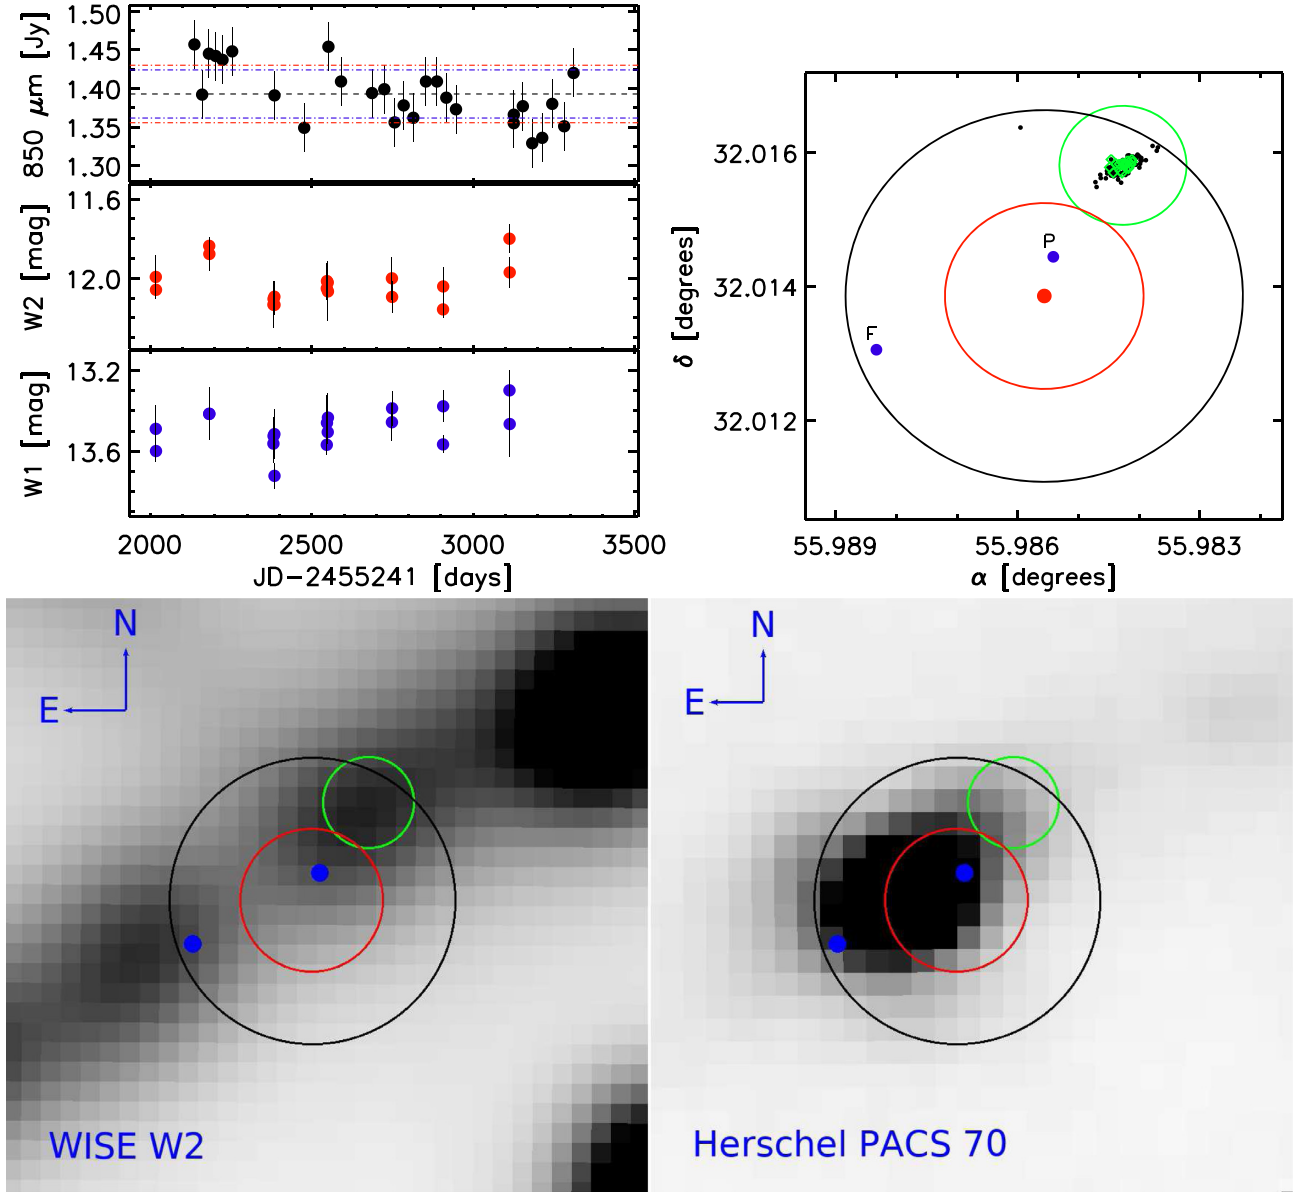 850 μm [Jy]
1.50
1.45
1.40
1.35
1.30
W2 [mag]
11.6
12.0
W1 [mag]
13.2
13.6
2000 2500 3000 3500
JD-2455241 [days]
δ [degrees]
32.016
32.014
32.012
P
F
55.989 55.986 55.983
α [degrees]
N
E
WISE W2
N
E
Herschel PACS 70